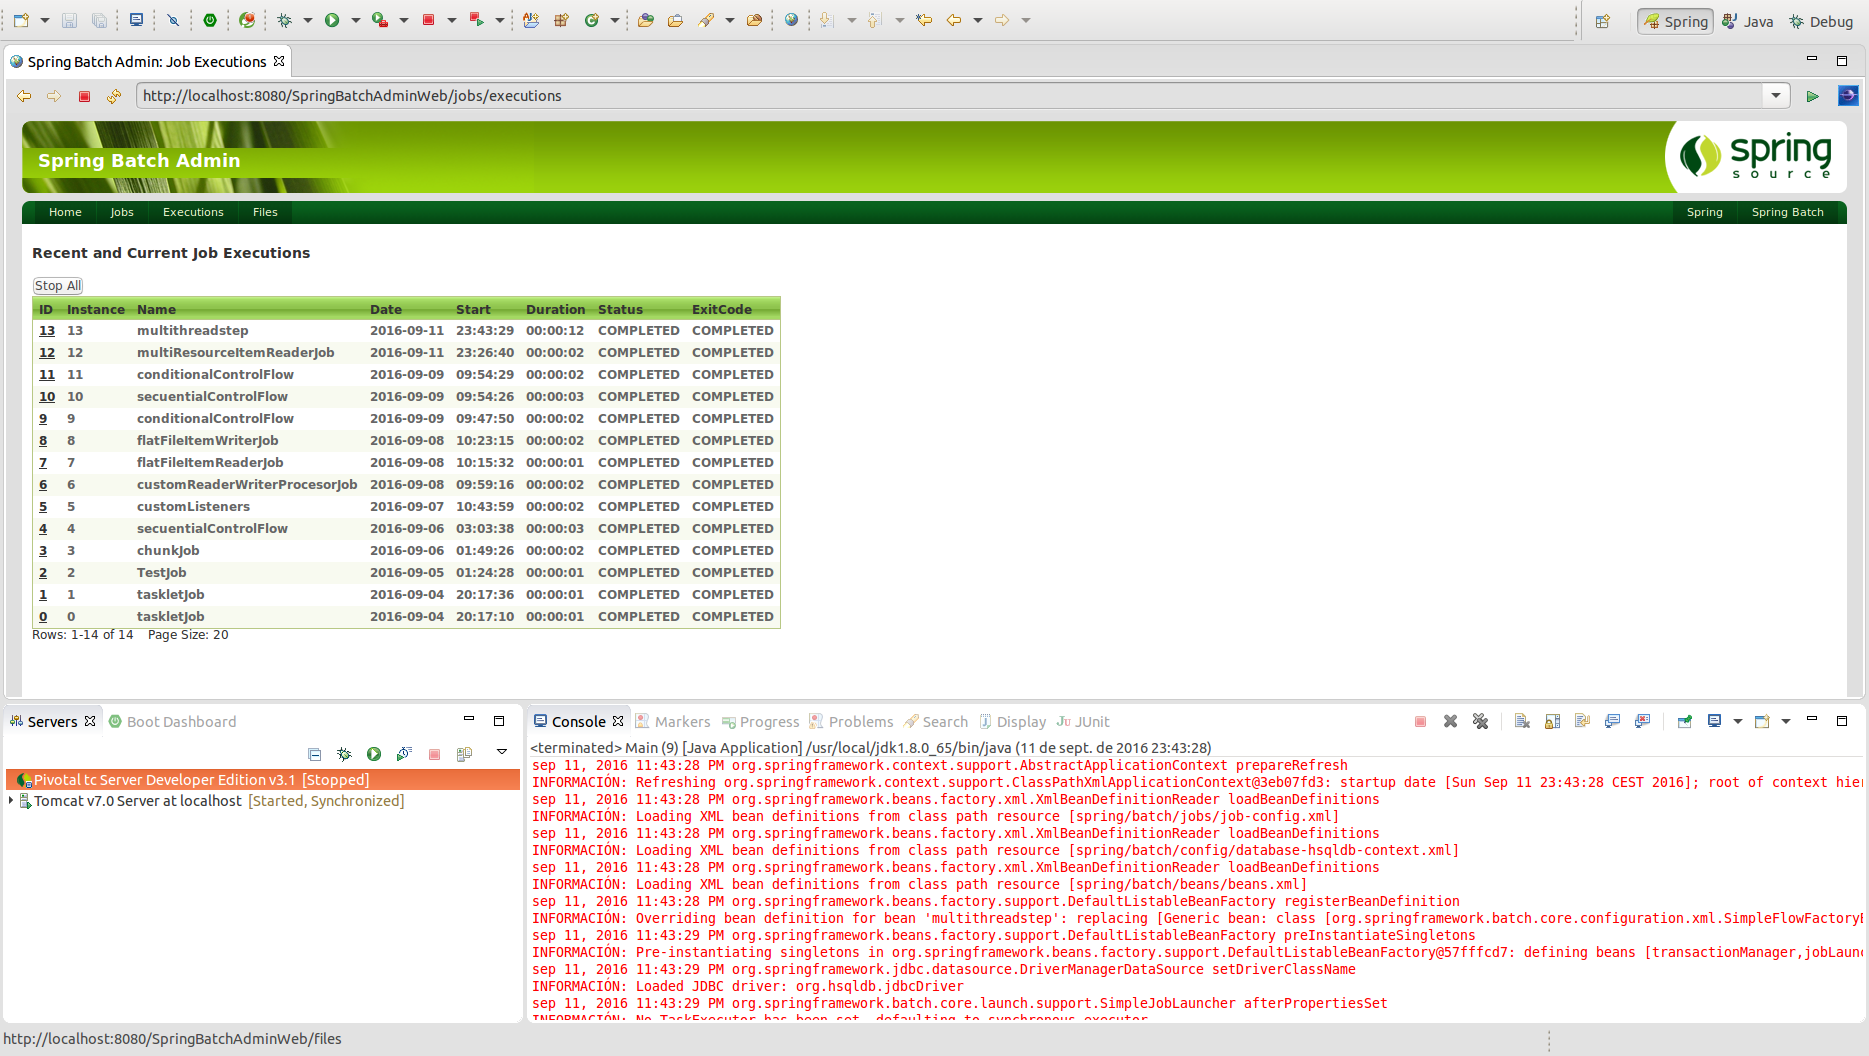 Spring Java Debug
Spring Batch Admin: Job Executions
http://localhost:8080/SpringBatchAdminWeb/jobs/executions
Spring Batch Admin
spring
source
Home Jobs Executions Files Spring Spring Batch
Recent and Current Job Executions
Stop All
ID Instance Name Date Start Duration Status ExitCode
13 13 multithreadstep 2016-09-11 23:43:29 00:00:12 COMPLETED COMPLETED
12 12 multiResourceItemReaderJob 2016-09-11 23:26:40 00:00:02 COMPLETED COMPLETED
11 11 conditionalControlFlow 2016-09-09 09:54:29 00:00:02 COMPLETED COMPLETED
10 10 secuentialControlFlow 2016-09-09 09:54:26 00:00:03 COMPLETED COMPLETED
9 9 conditionalControlFlow 2016-09-09 09:47:50 00:00:02 COMPLETED COMPLETED
8 8 flatFileItemWriterJob 2016-09-08 10:23:15 00:00:02 COMPLETED COMPLETED
7 7 flatFileItemReaderJob 2016-09-08 10:15:32 00:00:01 COMPLETED COMPLETED
6 6 customReaderWriterProcesorJob 2016-09-08 09:59:16 00:00:02 COMPLETED COMPLETED
5 5 customListeners 2016-09-07 10:43:59 00:00:02 COMPLETED COMPLETED
4 4 secuentialControlFlow 2016-09-06 03:03:38 00:00:03 COMPLETED COMPLETED
3 3 chunkJob 2016-09-06 01:49:26 00:00:02 COMPLETED COMPLETED
2 2 TestJob 2016-09-05 01:24:28 00:00:01 COMPLETED COMPLETED
1 1 taskletJob 2016-09-04 20:17:36 00:00:01 COMPLETED COMPLETED
0 0 taskletJob 2016-09-04 20:17:10 00:00:01 COMPLETED COMPLETED
Rows: 1-14 of 14 Page Size: 20
Servers Boot Dashboard
Pivotal tc Server Developer Edition v3.1 [Stopped]
Tomcat v7.0 Server at localhost [Started, Synchronized]
Console Markers Progress Problems Search Display JUnit
<terminated> Main (9) [Java Application] /usr/local/jdk1.8.0_65/bin/java (11 de sept. de 2016 23:43:28)
sep 11, 2016 11:43:28 PM org.springframework.context.support.AbstractApplicationContext prepareRefresh
INFORMACIÓN: Refreshing org.springframework.context.support.ClassPathXmlApplicationContext@3eb07fd3: startup date [Sun Sep 11 23:43:28 CEST 2016]; root of context hier
sep 11, 2016 11:43:28 PM org.springframework.beans.factory.xml.XmlBeanDefinitionReader loadBeanDefinitions
INFORMACIÓN: Loading XML bean definitions from class path resource [spring/batch/jobs/job-config.xml]
sep 11, 2016 11:43:28 PM org.springframework.beans.factory.xml.XmlBeanDefinitionReader loadBeanDefinitions
INFORMACIÓN: Loading XML bean definitions from class path resource [spring/batch/config/database-hsqldb-context.xml]
sep 11, 2016 11:43:28 PM org.springframework.beans.factory.xml.XmlBeanDefinitionReader loadBeanDefinitions
INFORMACIÓN: Loading XML bean definitions from class path resource [spring/batch/beans/beans.xml]
sep 11, 2016 11:43:28 PM org.springframework.beans.factory.support.DefaultListableBeanFactory registerBeanDefinition
INFORMACIÓN: Overriding bean definition for bean 'multithreadstep': replacing [Generic bean: class [org.springframework.batch.core.configuration.xml.SimpleFlowFactoryB
sep 11, 2016 11:43:29 PM org.springframework.beans.factory.support.DefaultListableBeanFactory preInstantiateSingletons
INFORMACIÓN: Pre-instantiating singletons in org.springframework.beans.factory.support.DefaultListableBeanFactory@57fffcd7: defining beans [transactionManager,jobLaunc
sep 11, 2016 11:43:29 PM org.springframework.jdbc.datasource.DriverManagerDataSource setDriverClassName
INFORMACIÓN: Loaded JDBC driver: org.hsqldb.jdbcDriver
sep 11, 2016 11:43:29 PM org.springframework.batch.core.launch.support.SimpleJobLauncher afterPropertiesSet
INFORMACIÓN: No TaskExecutor has been set, defaulting to synchronous executor.
http://localhost:8080/SpringBatchAdminWeb/files